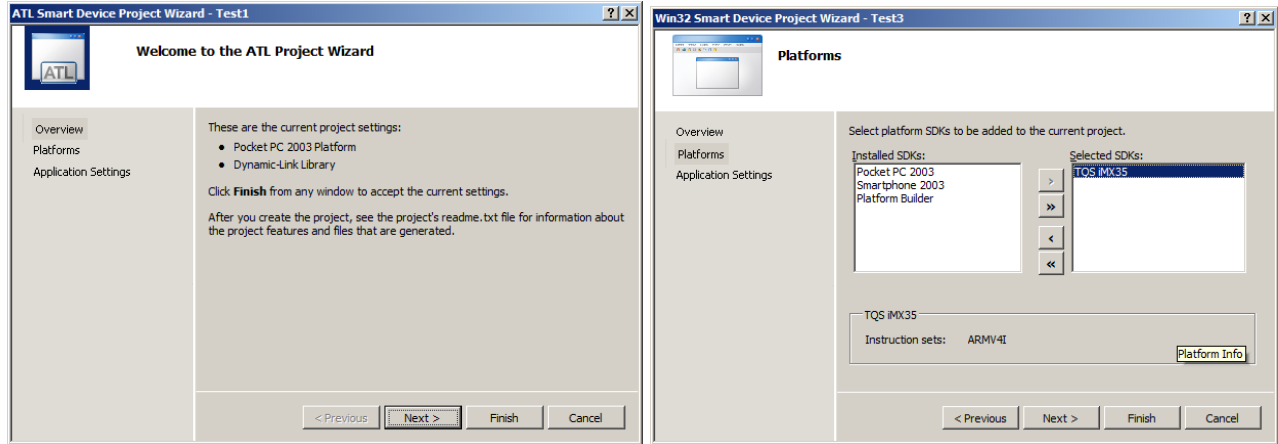 ATL Smart Device Project Wizard - Test1
ATL
Welcome to the ATL Project Wizard
Overview
Platforms
Application Settings
These are the current project settings:
• Pocket PC 2003 Platform
• Dynamic-Link Library
Click Finish from any window to accept the current settings.
After you create the project, see the project's readme.txt file for information about
the project features and files that are generated.
< Previous
Next >
Finish
Cancel
Win32 Smart Device Project Wizard - Test3
Platforms
Overview
Platforms
Application Settings
Select platform SDKs to be added to the current project.
Installed SDKs:
Pocket PC 2003
Smartphone 2003
Platform Builder
Selected SDKs:
TQS iMX35
TQS iMX35
Instruction sets: ARMV4I
Platform Info
< Previous
Next >
Finish
Cancel